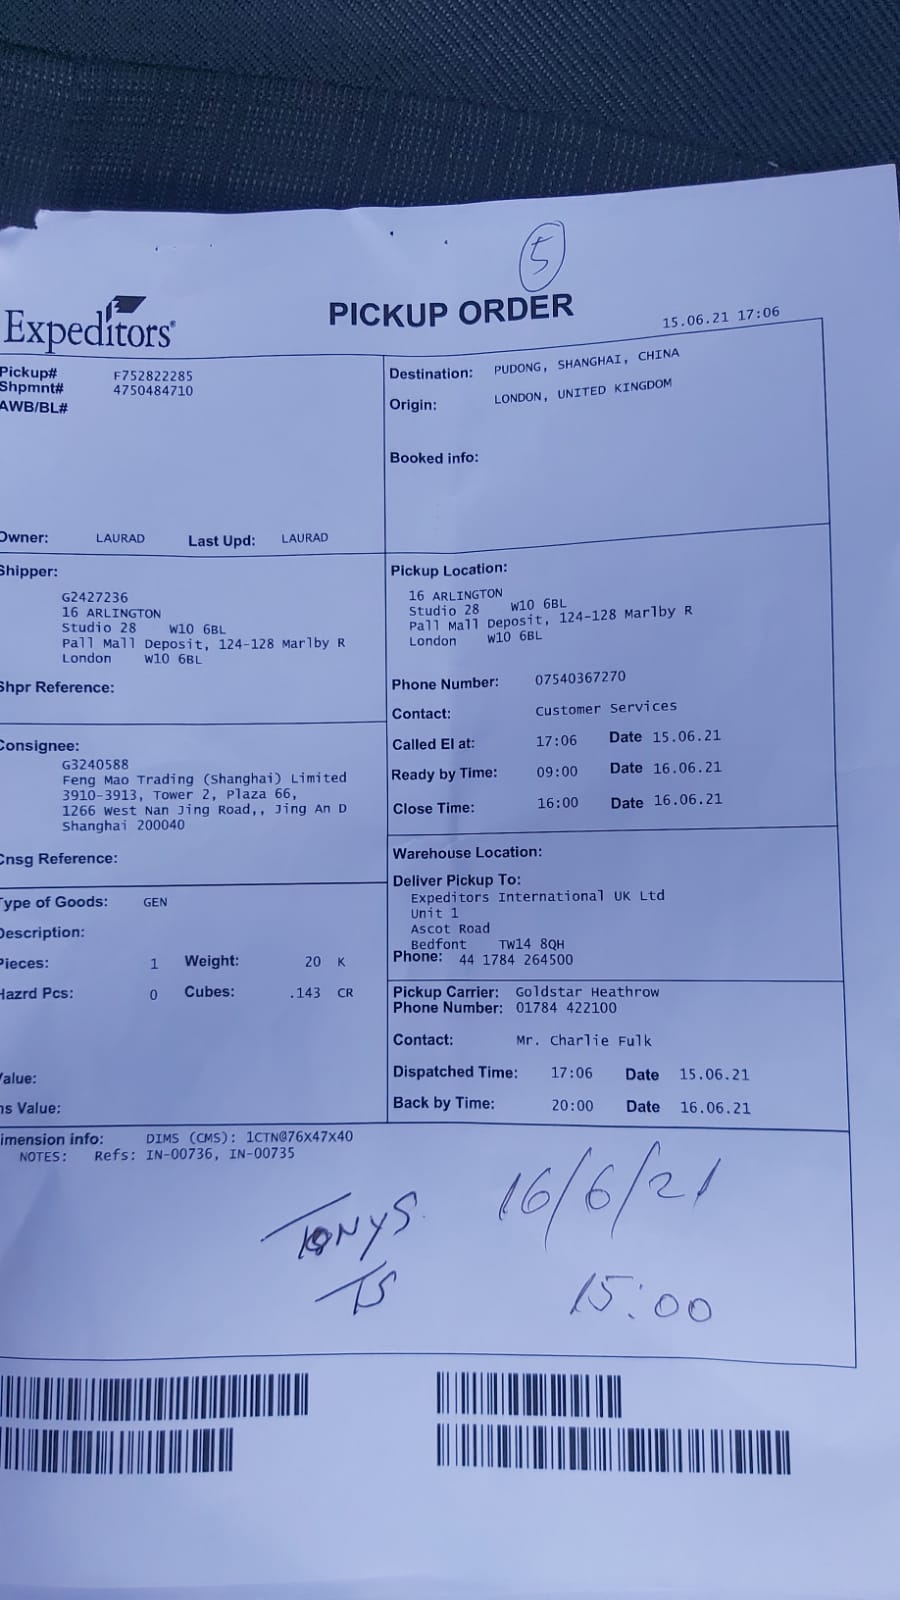 5
Expeditors
PICKUP ORDER
15.06.21 17:06
Pickup# F752822285
Shpmnt# 4750484710
AWB/BL#
Owner: LAURAD Last Upd: LAURAD
Destination: PUDONG, SHANGHAI, CHINA
Origin: LONDON, UNITED KINGDOM
Booked info:
Shipper:
G2427236
16 ARLINGTON
Studio 28 W10 6BL
Pall Mall Deposit, 124-128 Marlby R
London W10 6BL
Shpr Reference:
Consignee:
G3240588
Feng Mao Trading (Shanghai) Limited
3910-3913, Tower 2, Plaza 66,
1266 West Nan Jing Road,, Jing An D
Shanghai 200040
Cnsg Reference:
Type of Goods: GEN
Description:
Pieces: 1 Weight: 20 K
Hazrd Pcs: 0 Cubes: .143 CR
Value:
ns Value:
Pickup Location:
16 ARLINGTON
Studio 28 W10 6BL
Pall Mall Deposit, 124-128 Marlby R
London W10 6BL
Phone Number: 07540367270
Contact: Customer Services
Called EI at: 17:06 Date 15.06.21
Ready by Time: 09:00 Date 16.06.21
Close Time: 16:00 Date 16.06.21
Warehouse Location:
Deliver Pickup To:
Expeditors International UK Ltd
Unit 1
Ascot Road
Bedfont TW14 8QH
Phone: 44 1784 264500
Pickup Carrier: Goldstar Heathrow
Phone Number: 01784 422100
Contact: Mr. Charlie Fulk
Dispatched Time: 17:06 Date 15.06.21
Back by Time: 20:00 Date 16.06.21
imension info: DIMS (CMS): 1CTN@76X47X40
NOTES: Refs: IN-00736, IN-00735
TONYS 16/6/21
TS 15:00